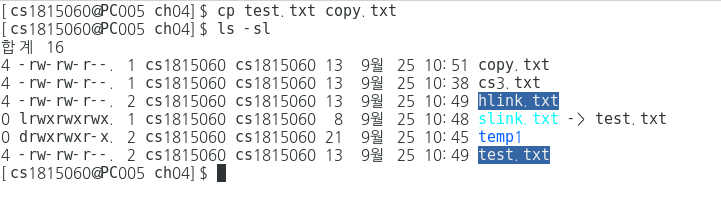 [cs1815060@PC005 ch04]$ cp test.txt copy.txt
[cs1815060@PC005 ch04]$ ls -sl
합계 16
4 -rw-rw-r--. 1 cs1815060 cs1815060 13  9월  25 10:51 copy.txt
4 -rw-rw-r--. 1 cs1815060 cs1815060 13  9월  25 10:38 cs3.txt
4 -rw-rw-r--. 2 cs1815060 cs1815060 13  9월  25 10:49 hlink.txt
0 lrwxrwxrwx. 1 cs1815060 cs1815060  8  9월  25 10:48 slink.txt -> test.txt
0 drwxrwxr-x. 2 cs1815060 cs1815060 21  9월  25 10:45 temp1
4 -rw-rw-r--. 2 cs1815060 cs1815060 13  9월  25 10:49 test.txt
[cs1815060@PC005 ch04]$